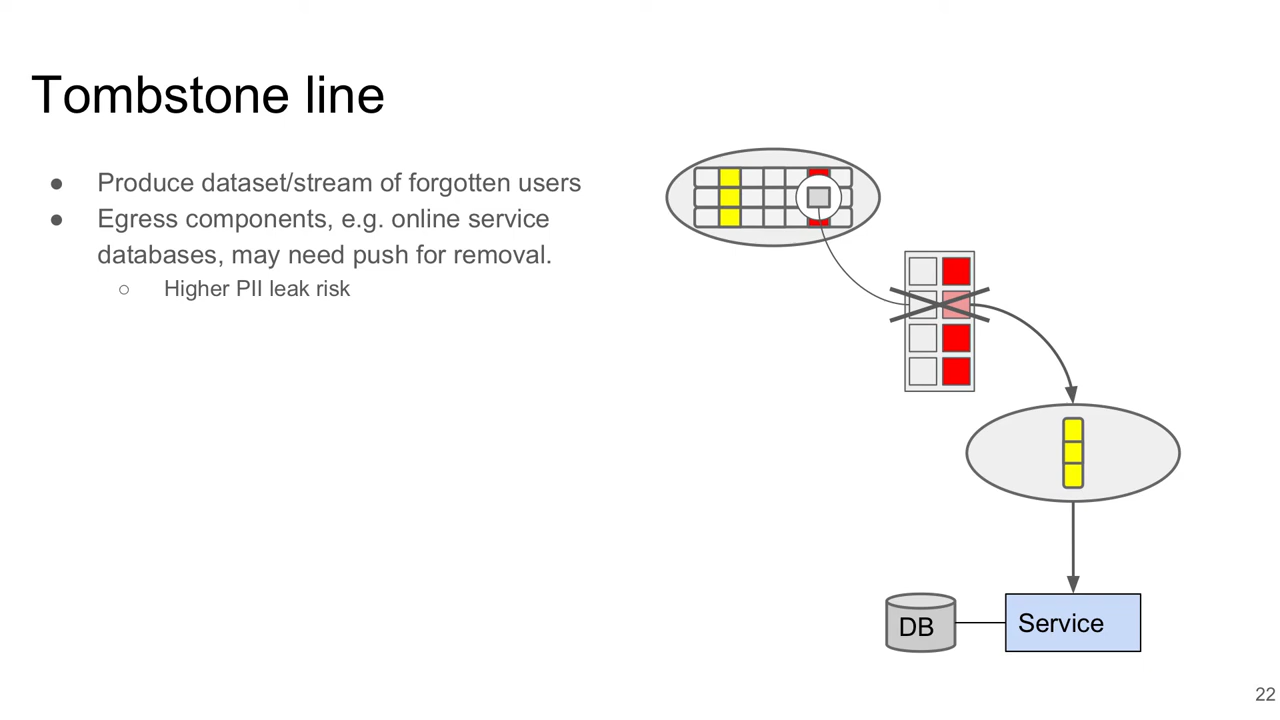 Tombstone line
● Produce dataset/stream of forgotten users
● Egress components, e.g. online service
databases, may need push for removal.
○ Higher PII leak risk
DB
Service
22